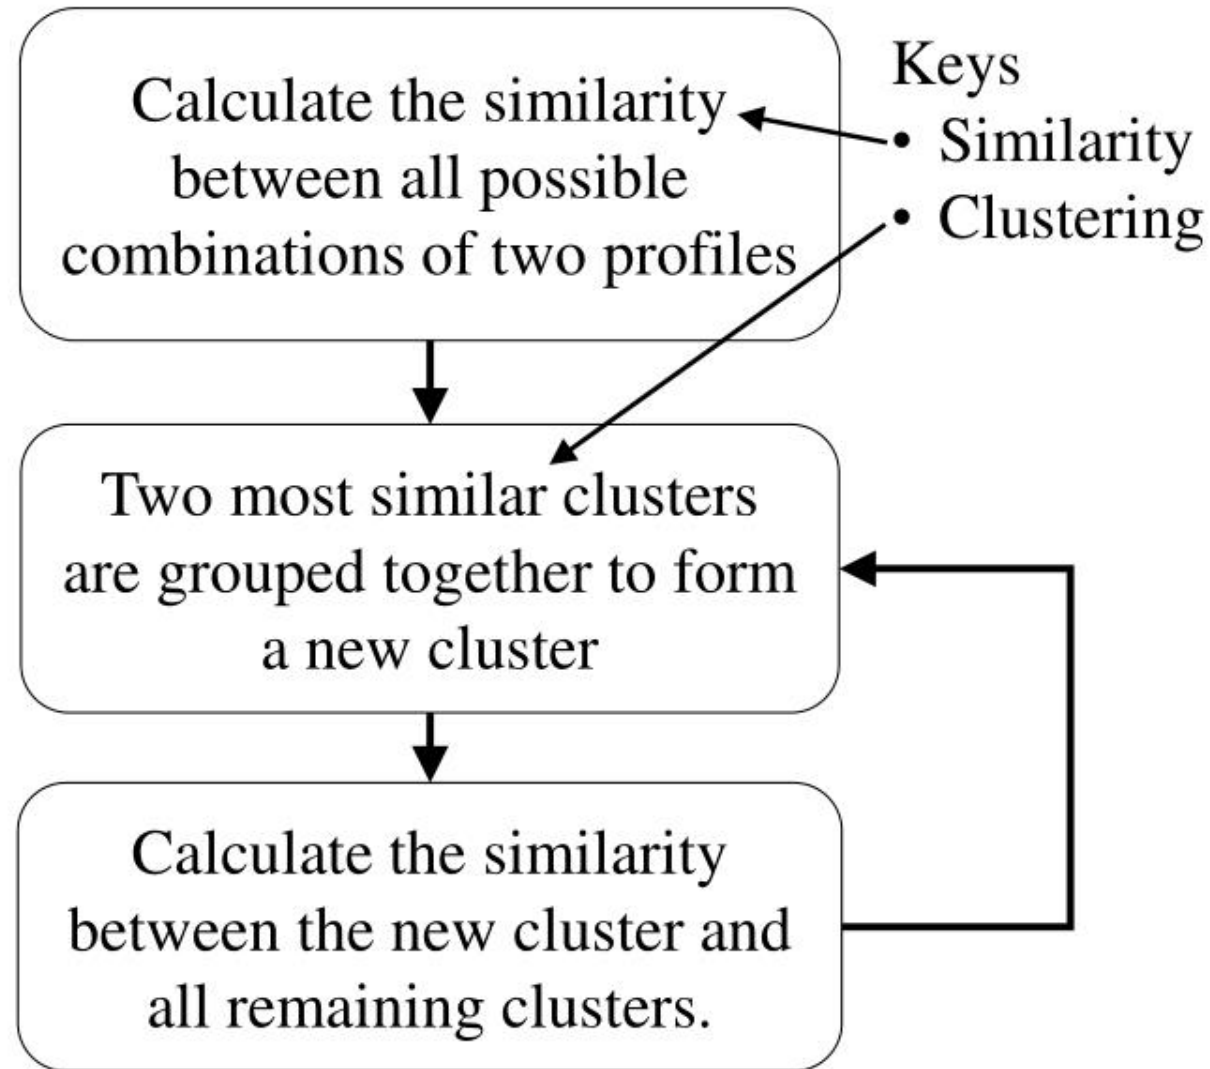 Calculate the similarity
between all possible
combinations of two profiles
Keys
• Similarity
• Clustering
Two most similar clusters
are grouped together to form
a new cluster
Calculate the similarity
between the new cluster and
all remaining clusters.